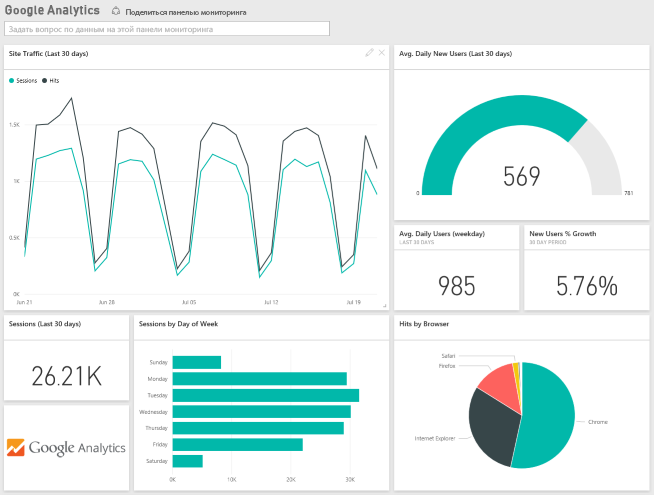 Google Analytics
Поделиться панелью мониторинга
Задать вопрос по данным на этой панели мониторинга
Site Traffic (Last 30 days)
Sessions Hits
1.5K
1K
0.5K
0K
Jun 21 Jun 28 Jul 05 Jul 12 Jul 19
Avg. Daily New Users (Last 30 days)
569
0 781
Avg. Daily Users (weekday)
LAST 30 DAYS
985
New Users % Growth
30 DAY PERIOD
5.76%
Sessions (Last 30 days)
26.21K
Google Analytics
Sessions by Day of Week
Sunday
Monday
Tuesday
Wednesday
Thursday
Friday
Saturday
0K 10K 20K 30K
Hits by Browser
Safari
Firefox
Chrome
Internet Explorer